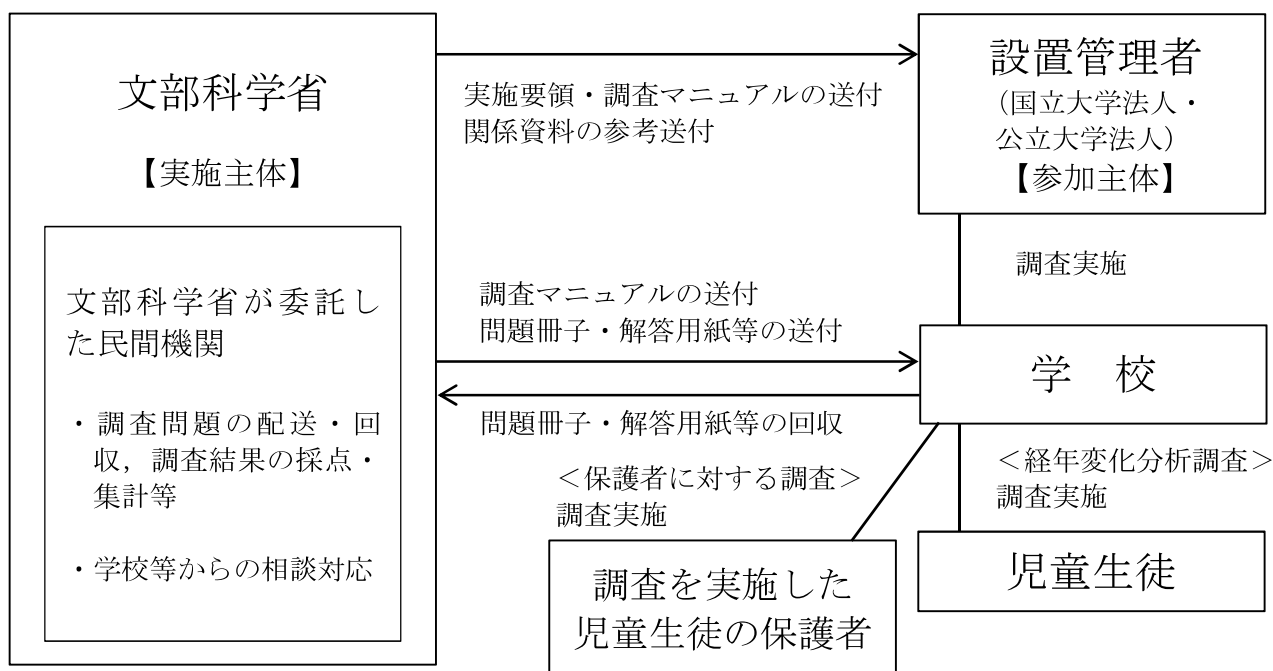 文部科学省
【実施主体】
文部科学省が委託し
た民間機関
・調査問題の配送・回
収，調査結果の採点・
集計等
・学校等からの相談対応
実施要領・調査マニュアルの送付
関係資料の参考送付
設置管理者
（国立大学法人・
公立大学法人）
【参加主体】
調査実施
調査マニュアルの送付
問題冊子・解答用紙等の送付
学　校
問題冊子・解答用紙等の回収
＜保護者に対する調査＞
調査実施
＜経年変化分析調査＞
調査実施
調査を実施した
児童生徒の保護者
児童生徒